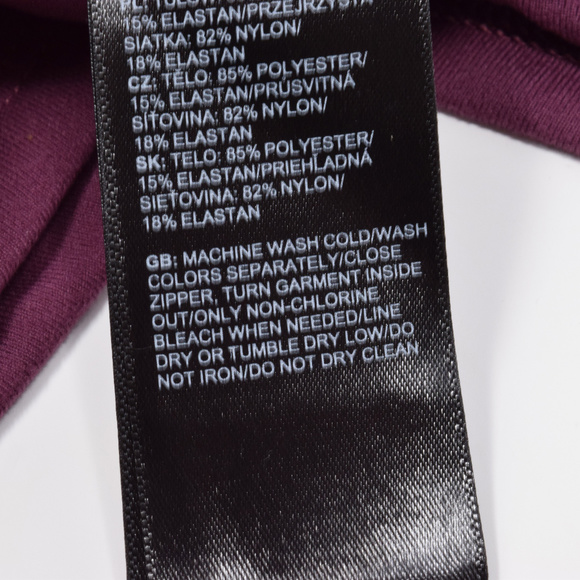 15% ELASTAN/PRZEJRZYSTA
SIATKA: 82% NYLON/
18% ELASTAN
CZ: TĚLO: 85% POLYESTER/
15% ELASTAN/PRŮSVITNÁ
SÍŤOVINA: 82% NYLON/
18% ELASTAN
SK: TELO: 85% POLYESTER/
15% ELASTAN/PRIEHĽADNÁ
SIEŤOVINA: 82% NYLON/
18% ELASTAN
GB: MACHINE WASH COLD/WASH
COLORS SEPARATELY/CLOSE
ZIPPER, TURN GARMENT INSIDE
OUT/ONLY NON-CHLORINE
BLEACH WHEN NEEDED/LINE
DRY OR TUMBLE DRY LOW/DO
NOT IRON/DO NOT DRY CLEAN